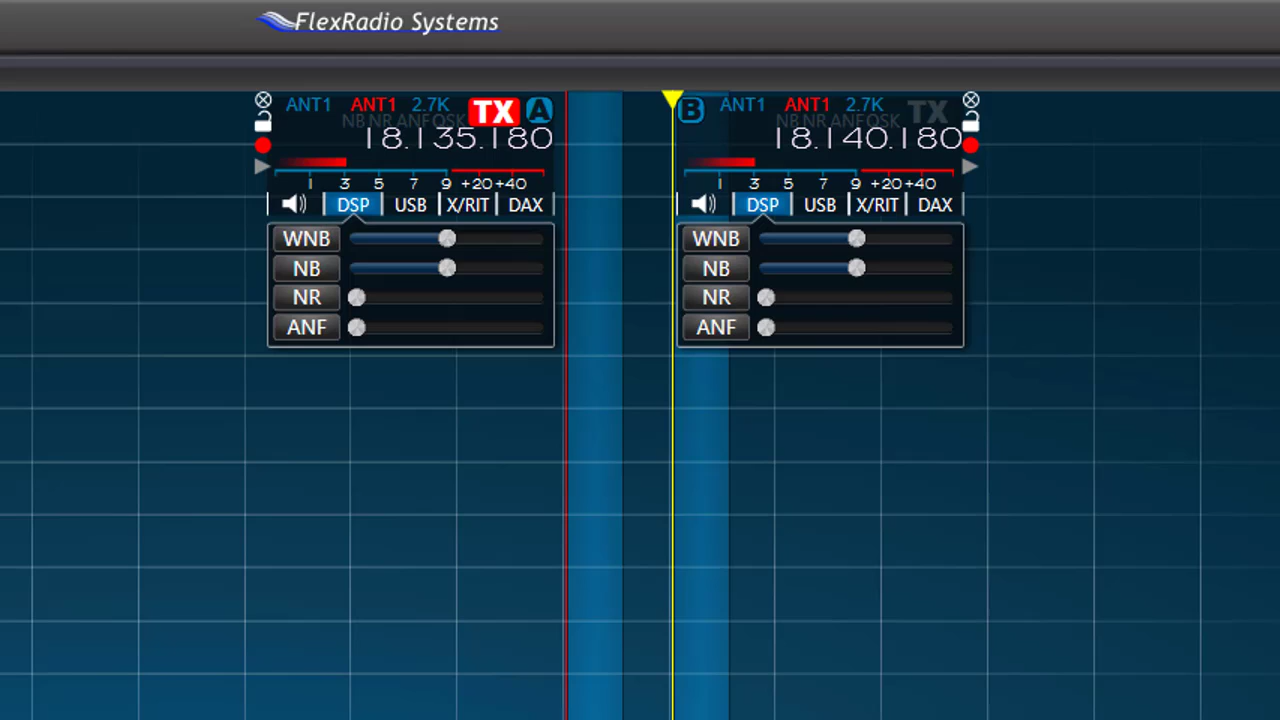 FlexRadio Systems
ANT1 ANT1 2.7K TX A
NB NR ANF QSK
18.135.180
1 3 5 7 9 +20 +40
DSP USB X/RIT DAX
WNB
NB
NR
ANF
B ANT1 ANT1 2.7K TX
NB NR ANF QSK
18.140.180
1 3 5 7 9 +20 +40
DSP USB X/RIT DAX
WNB
NB
NR
ANF